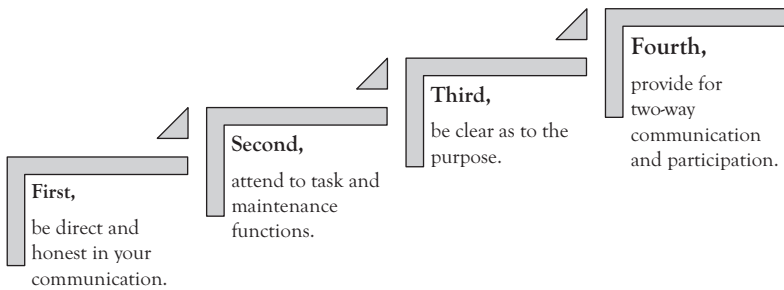 First,
be direct and
honest in your
communication.
Second,
attend to task and
maintenance
functions.
Third,
be clear as to the
purpose.
Fourth,
provide for
two-way
communication
and participation.